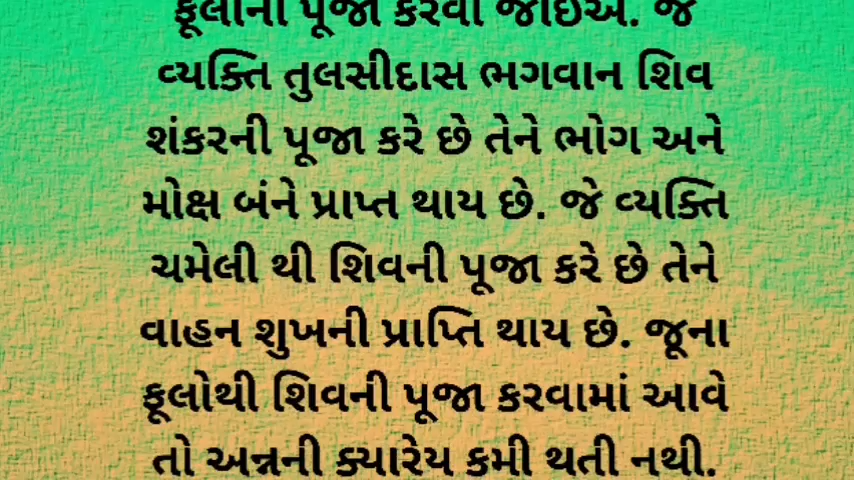 ફૂલોની પૂજા કરવી જોઈએ. જે
વ્યક્તિ તુલસીદાસ ભગવાન શિવ
શંકરની પૂજા કરે છે તેને ભોગ અને
મોક્ષ બંને પ્રાપ્ત થાય છે. જે વ્યક્તિ
ચમેલી થી શિવની પૂજા કરે છે તેને
વાહન શુખની પ્રાપ્તિ થાય છે. જૂના
ફૂલોથી શિવની પૂજા કરવામાં આવે
તો અન્નની ક્યારેય કમી થતી નથી.